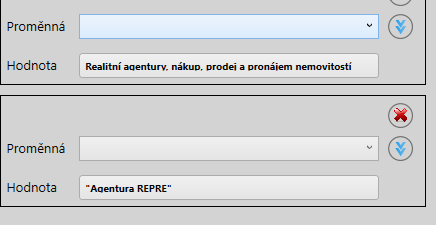 Proměnná
Hodnota
Realitní agentury, nákup, prodej a pronájem nemovitostí
Proměnná
Hodnota
"Agentura REPRE"